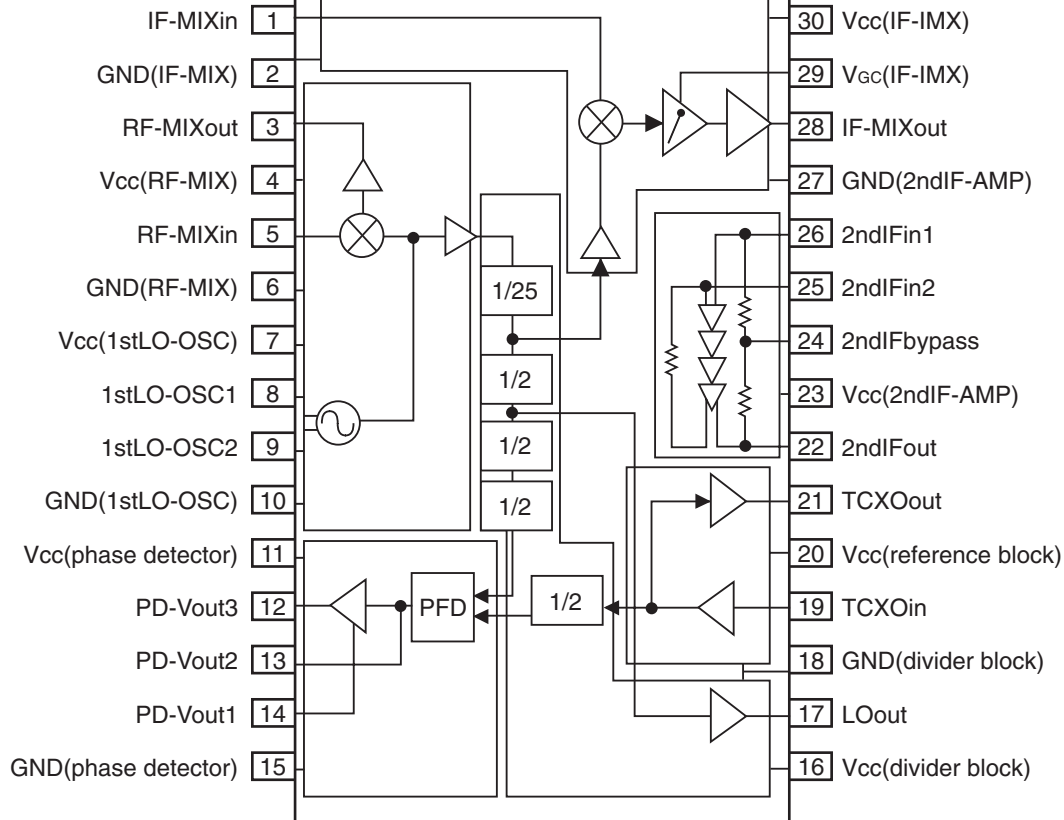 IF-MIXin 1
GND(IF-MIX) 2
RF-MIXout 3
Vcc(RF-MIX) 4
RF-MIXin 5
GND(RF-MIX) 6
Vcc(1stLO-OSC) 7
1stLO-OSC1 8
1stLO-OSC2 9
GND(1stLO-OSC) 10
Vcc(phase detector) 11
PD-Vout3 12
PD-Vout2 13
PD-Vout1 14
GND(phase detector) 15
1/25
1/2
1/2
1/2
PFD
1/2
30 Vcc(IF-IMX)
29 VGC(IF-IMX)
28 IF-MIXout
27 GND(2ndIF-AMP)
26 2ndIFin1
25 2ndIFin2
24 2ndIFbypass
23 Vcc(2ndIF-AMP)
22 2ndIFout
21 TCXOout
20 Vcc(reference block)
19 TCXOin
18 GND(divider block)
17 LOout
16 Vcc(divider block)